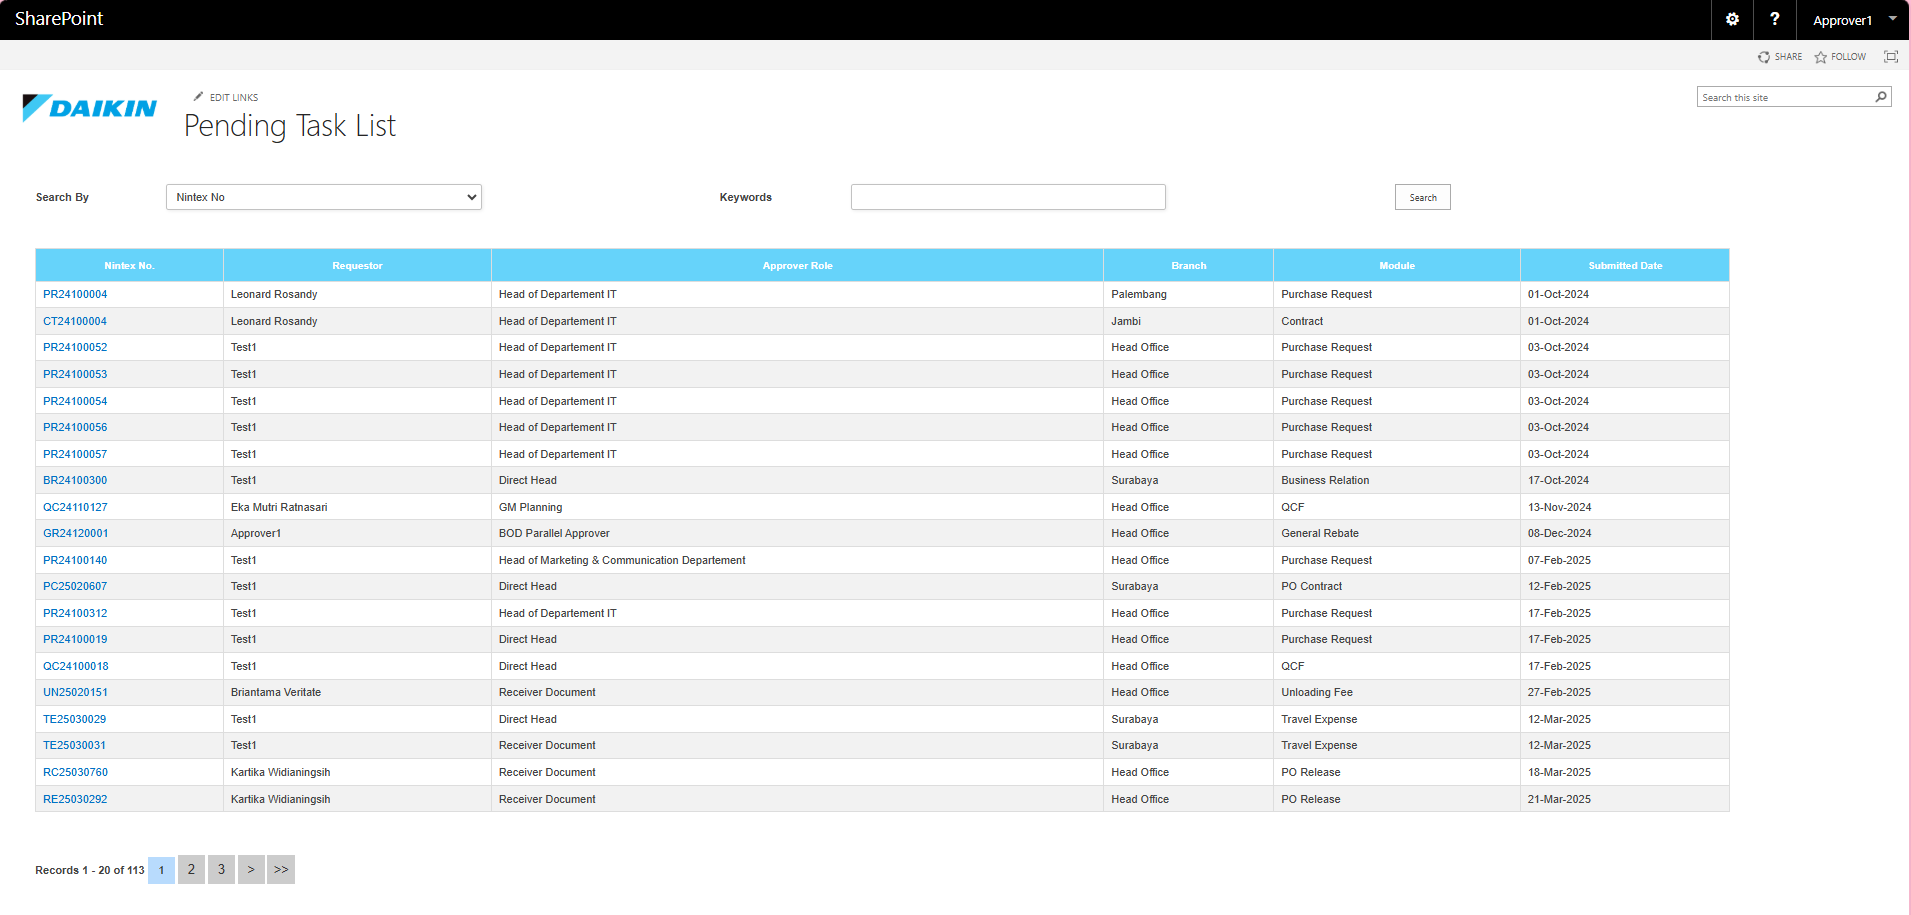 SharePoint
? Approver1
SHARE FOLLOW
DAIKIN
EDIT LINKS
Pending Task List
Search this site
Search By Nintex No Keywords Search
Nintex No. Requestor Approver Role Branch Module Submitted Date
PR24100004 Leonard Rosandy Head of Departement IT Palembang Purchase Request 01-Oct-2024
CT24100004 Leonard Rosandy Head of Departement IT Jambi Contract 01-Oct-2024
PR24100052 Test1 Head of Departement IT Head Office Purchase Request 03-Oct-2024
PR24100053 Test1 Head of Departement IT Head Office Purchase Request 03-Oct-2024
PR24100054 Test1 Head of Departement IT Head Office Purchase Request 03-Oct-2024
PR24100056 Test1 Head of Departement IT Head Office Purchase Request 03-Oct-2024
PR24100057 Test1 Head of Departement IT Head Office Purchase Request 03-Oct-2024
BR24100300 Test1 Direct Head Surabaya Business Relation 17-Oct-2024
QC24110127 Eka Mutri Ratnasari GM Planning Head Office QCF 13-Nov-2024
GR24120001 Approver1 BOD Parallel Approver Head Office General Rebate 08-Dec-2024
PR24100140 Test1 Head of Marketing & Communication Departement Head Office Purchase Request 07-Feb-2025
PC25020607 Test1 Direct Head Surabaya PO Contract 12-Feb-2025
PR24100312 Test1 Head of Departement IT Head Office Purchase Request 17-Feb-2025
PR24100019 Test1 Direct Head Head Office Purchase Request 17-Feb-2025
QC24100018 Test1 Direct Head Head Office QCF 17-Feb-2025
UN25020151 Briantama Veritate Receiver Document Head Office Unloading Fee 27-Feb-2025
TE25030029 Test1 Direct Head Surabaya Travel Expense 12-Mar-2025
TE25030031 Test1 Receiver Document Surabaya Travel Expense 12-Mar-2025
RC25030760 Kartika Widianingsih Receiver Document Head Office PO Release 18-Mar-2025
RE25030292 Kartika Widianingsih Receiver Document Head Office PO Release 21-Mar-2025
Records 1 - 20 of 113 1 2 3 > >>